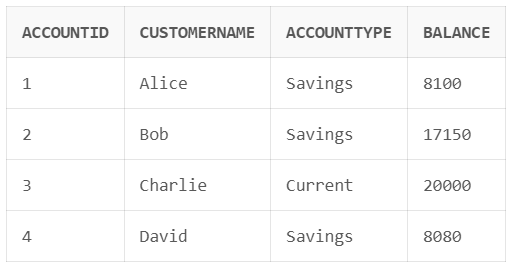 ACCOUNTID CUSTOMERNAME ACCOUNTTYPE BALANCE
1 Alice Savings 8100
2 Bob Savings 17150
3 Charlie Current 20000
4 David Savings 8080